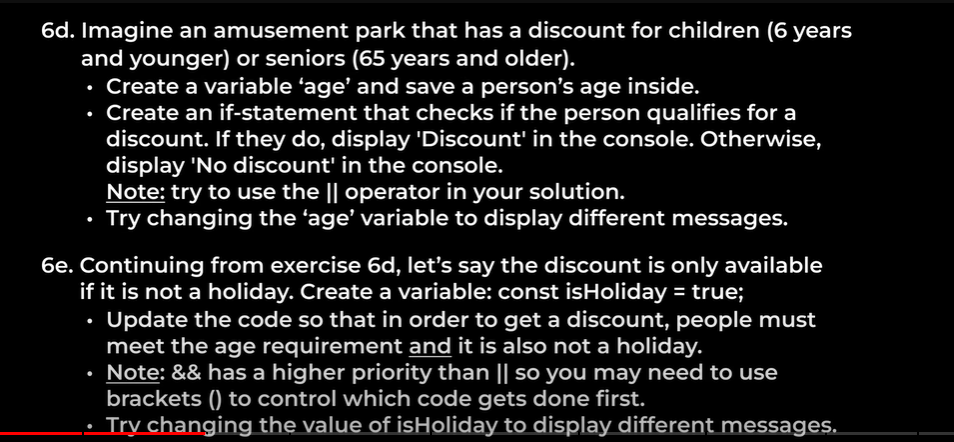 6d. Imagine an amusement park that has a discount for children (6 years
and younger) or seniors (65 years and older).
• Create a variable ‘age’ and save a person’s age inside.
• Create an if-statement that checks if the person qualifies for a
discount. If they do, display 'Discount' in the console. Otherwise,
display 'No discount' in the console.
Note: try to use the || operator in your solution.
• Try changing the ‘age’ variable to display different messages.
6e. Continuing from exercise 6d, let’s say the discount is only available
if it is not a holiday. Create a variable: const isHoliday = true;
• Update the code so that in order to get a discount, people must
meet the age requirement and it is also not a holiday.
• Note: && has a higher priority than || so you may need to use
brackets () to control which code gets done first.
• Try changing the value of isHoliday to display different messages.